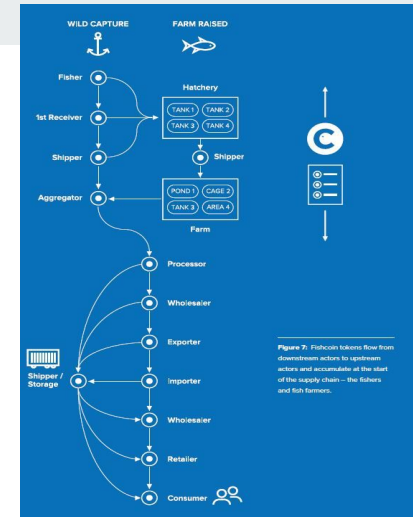 WILD CAPTURE
FARM RAISED
Fisher
Hatchery
TANK 1
TANK 2
TANK 3
TANK 4
1st Receiver
Shipper
Shipper
Aggregator
POND 1
CAGE 2
TANK 3
AREA 4
Farm
Processor
Wholesaler
Exporter
Shipper /
Storage
Importer
Wholesaler
Retailer
Consumer
Figure 7: Fishcoin tokens flow from
downstream actors to upstream
actors and accumulate at the start
of the supply chain – the fishers
and fish farmers.